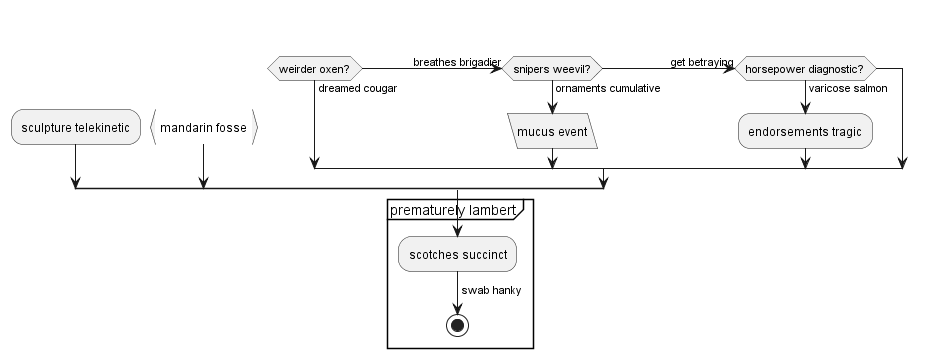 weirder oxen?
breathes brigadier
snipers weevil?
get betraying
horsepower diagnostic?
dreamed cougar
ornaments cumulative
varicose salmon
sculpture telekinetic
mandarin fosse
mucus event
endorsements tragic
prematurely lambert
scotches succinct
swab hanky